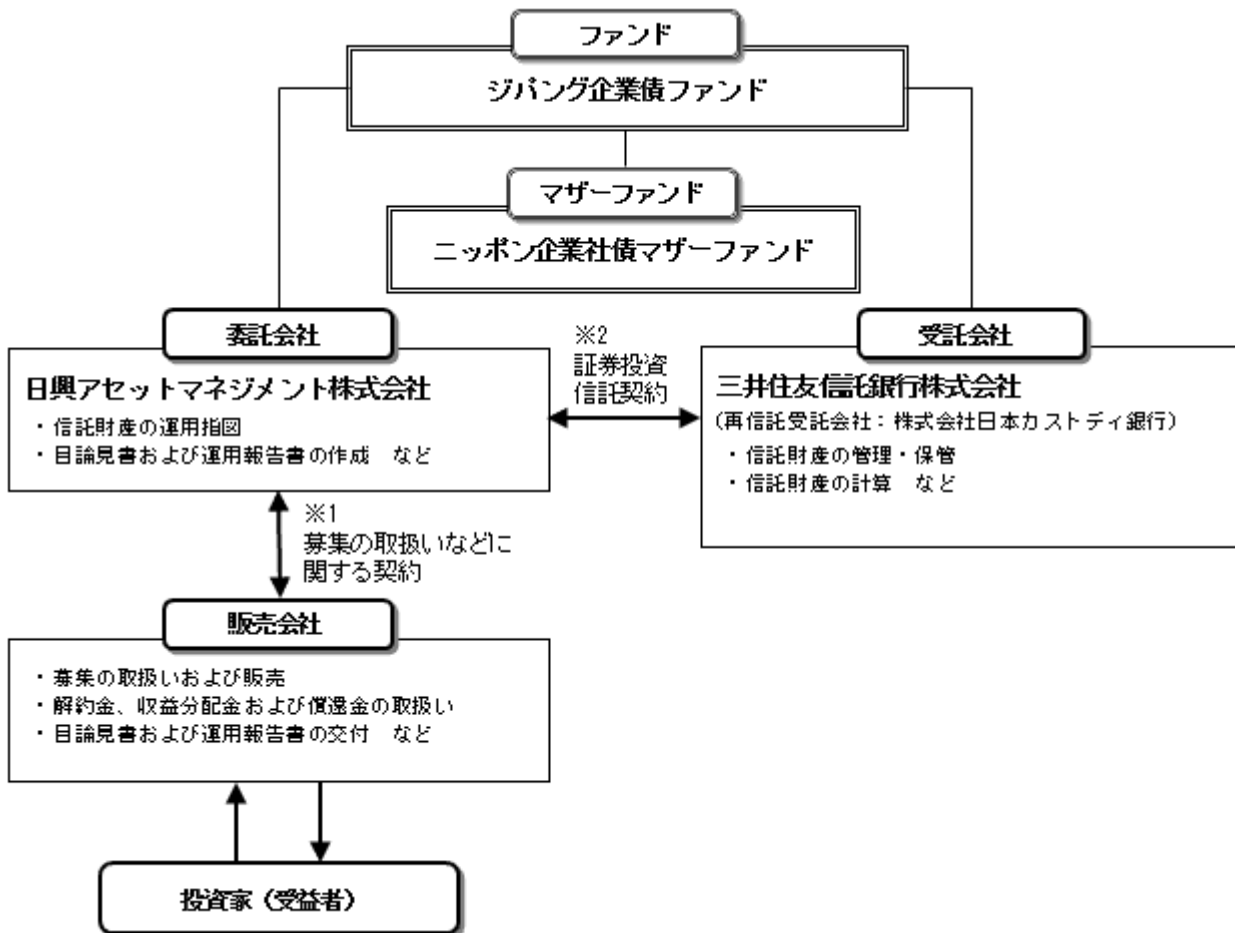 ファンド
ジパング企業債ファンド
マザーファンド
ニッポン企業社債マザーファンド
委託会社
日興アセットマネジメント株式会社
・信託財産の運用指図
・目論見書および運用報告書の作成　など
※2
証券投資
信託契約
受託会社
三井住友信託銀行株式会社
（再信託受託会社：株式会社日本カストディ銀行）
・信託財産の管理・保管
・信託財産の計算　など
※1
募集の取扱いなどに
関する契約
販売会社
・募集の取扱いおよび販売
・解約金、収益分配金および償還金の取扱い
・目論見書および運用報告書の交付　など
投資家（受益者）